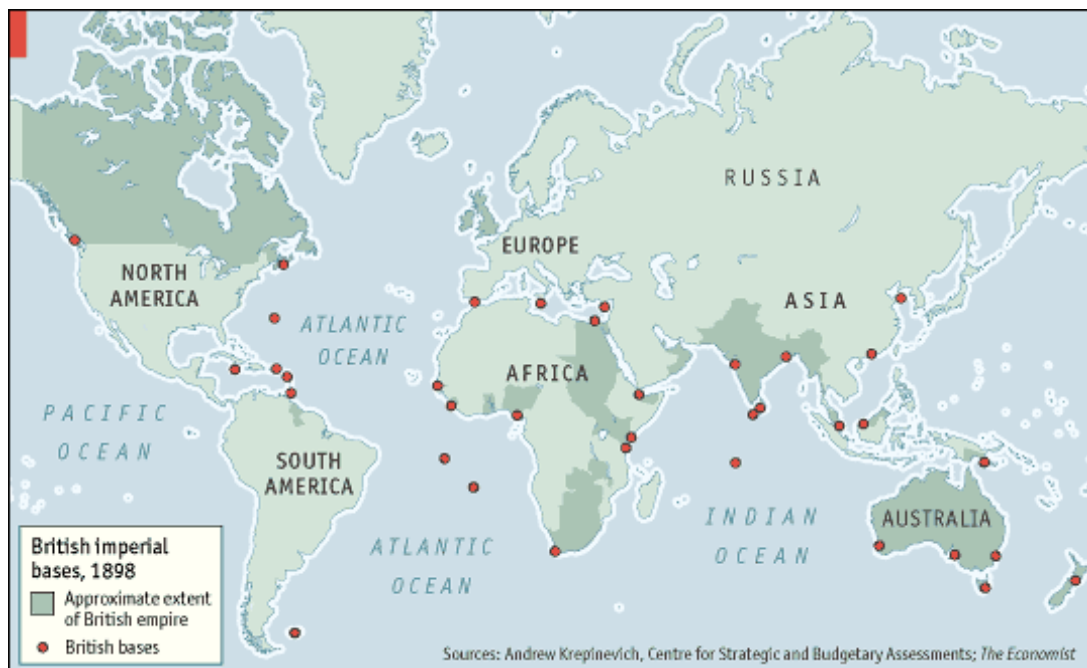 RUSSIA
EUROPE
NORTH
AMERICA
ASIA
ATLANTIC
OCEAN
AFRICA
PACIFIC
OCEAN
SOUTH
AMERICA
INDIAN
OCEAN
AUSTRALIA
ATLANTIC
OCEAN
British imperial
bases, 1898
Approximate extent
of British empire
British bases
Sources: Andrew Krepinevich, Centre for Strategic and Budgetary Assessments; The Economist